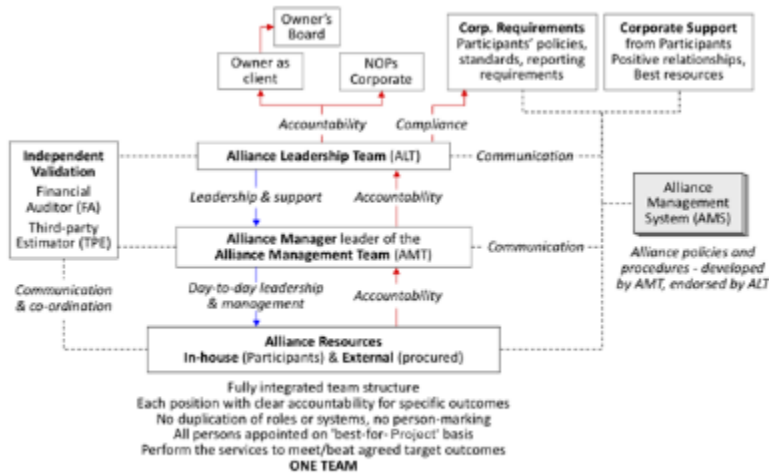 Owner's
Board
Owner as
client
NOPs
Corporate
Corp. Requirements
Participants' policies,
standards, reporting
requirements
Corporate Support
from Participants
Positive relationships,
Best resources
Accountability
Compliance
Independent
Validation
Financial
Auditor (FA)
Third-party
Estimator (TPE)
Alliance Leadership Team (ALT)
Communication
Leadership & support
Accountability
Alliance
Management
System (AMS)
Alliance Manager leader of the
Alliance Management Team (AMT)
Communication
Alliance policies and
procedures - developed
by AMT, endorsed by ALT
Communication
& co-ordination
Day-to-day leadership
& management
Accountability
Alliance Resources
In-house (Participants) & External (procured)
Fully integrated team structure
Each position with clear accountability for specific outcomes
No duplication of roles or systems, no person-marking
All persons appointed on 'best-for- Project' basis
Perform the services to meet/beat agreed target outcomes
ONE TEAM